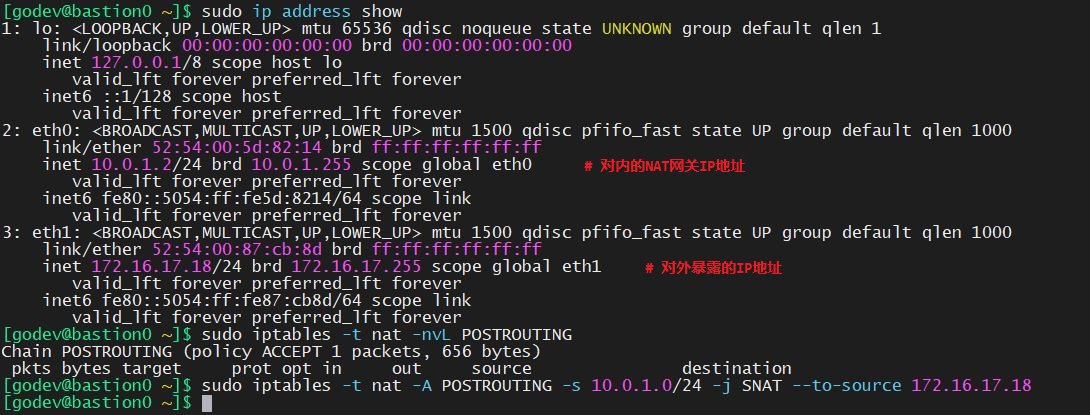 [godev@bastion0 ~]$ sudo ip address show
1: lo: <LOOPBACK,UP,LOWER_UP> mtu 65536 qdisc noqueue state UNKNOWN group default qlen 1
    link/loopback 00:00:00:00:00:00 brd 00:00:00:00:00:00
    inet 127.0.0.1/8 scope host lo
       valid_lft forever preferred_lft forever
    inet6 ::1/128 scope host
       valid_lft forever preferred_lft forever
2: eth0: <BROADCAST,MULTICAST,UP,LOWER_UP> mtu 1500 qdisc pfifo_fast state UP group default qlen 1000
    link/ether 52:54:00:5d:82:14 brd ff:ff:ff:ff:ff:ff
    inet 10.0.1.2/24 brd 10.0.1.255 scope global eth0 # 对内的NAT网关IP地址
       valid_lft forever preferred_lft forever
    inet6 fe80::5054:ff:fe5d:8214/64 scope link
       valid_lft forever preferred_lft forever
3: eth1: <BROADCAST,MULTICAST,UP,LOWER_UP> mtu 1500 qdisc pfifo_fast state UP group default qlen 1000
    link/ether 52:54:00:87:cb:8d brd ff:ff:ff:ff:ff:ff
    inet 172.16.17.18/24 brd 172.16.17.255 scope global eth1 # 对外暴露的IP地址
       valid_lft forever preferred_lft forever
    inet6 fe80::5054:ff:fe87:cb8d/64 scope link
       valid_lft forever preferred_lft forever
[godev@bastion0 ~]$ sudo iptables -t nat -nvL POSTROUTING
Chain POSTROUTING (policy ACCEPT 1 packets, 656 bytes)
 pkts bytes target     prot opt in     out     source               destination
[godev@bastion0 ~]$ sudo iptables -t nat -A POSTROUTING -s 10.0.1.0/24 -j SNAT --to-source 172.16.17.18
[godev@bastion0 ~]$